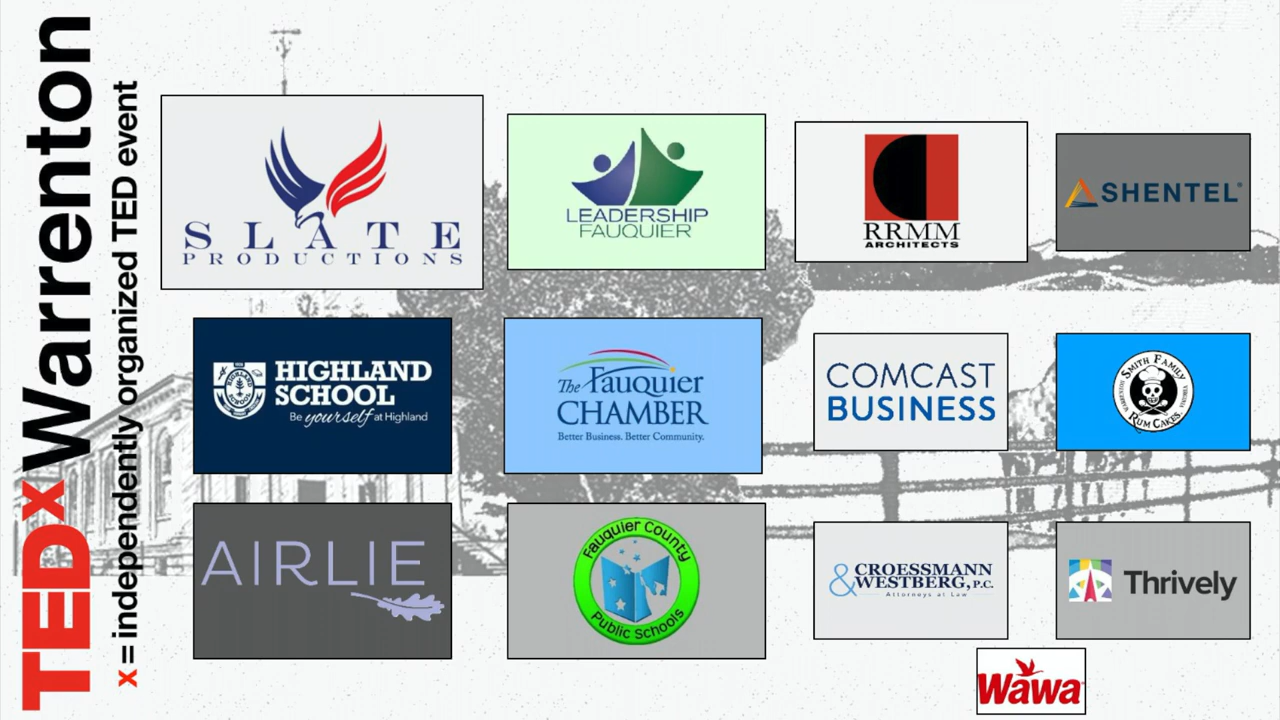 TEDxWarrenton
x = independently organized TED event
SLATE
PRODUCTIONS
LEADERSHIP
FAUQUIER
RRMM
ARCHITECTS
SHENTEL®
HIGHLAND
SCHOOL
Be yourself at Highland
HIGHLAND
SCHOOL
The Fauquier
CHAMBER
Better Business. Better Community.
COMCAST
BUSINESS
SMITH FAMILY
RUM CAKES.
AIRLIE
Fauquier County
Public Schools
& CROESSMANN
WESTBERG, P.C.
Attorneys at Law
Thrively
Wawa